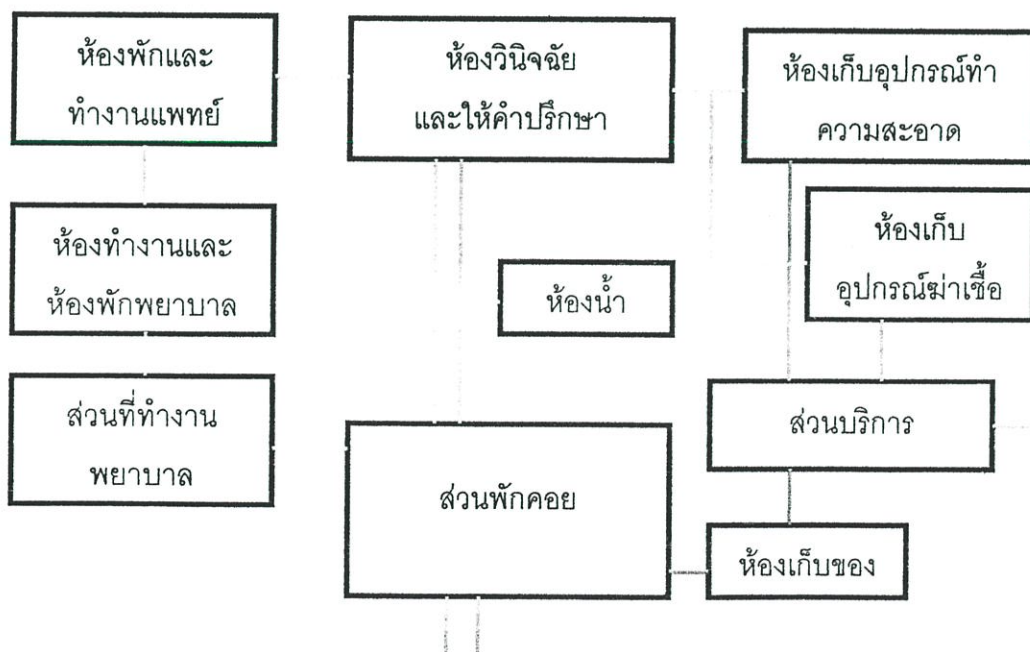 ห้องพักและ
ทำงานแพทย์
ห้องวินิจฉัย
และให้คำปรึกษา
ห้องเก็บอุปกรณ์ทำ
ความสะอาด
ห้องทำงานและ
ห้องพักพยาบาล
ห้องน้ำ
ห้องเก็บ
อุปกรณ์ฆ่าเชื้อ
ส่วนที่ทำงาน
พยาบาล
ส่วนพักคอย
ส่วนบริการ
ห้องเก็บของ